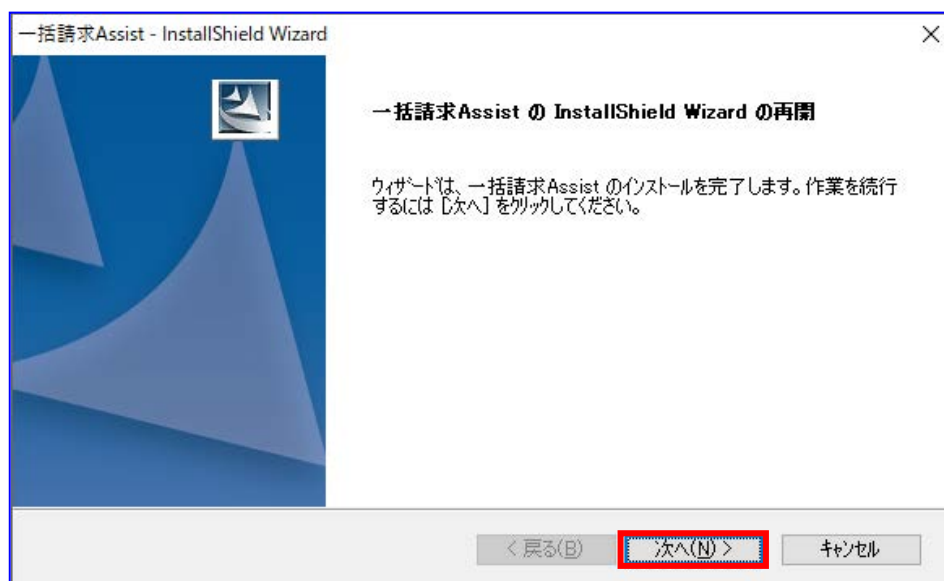 一括請求Assist - InstallShield Wizard
一括請求Assist の InstallShield Wizard の再開
ウィザードは、一括請求Assist のインストールを完了します。作業を続行
するには [次へ] をクリックしてください。
< 戻る(B)
次へ(N) >
キャンセル